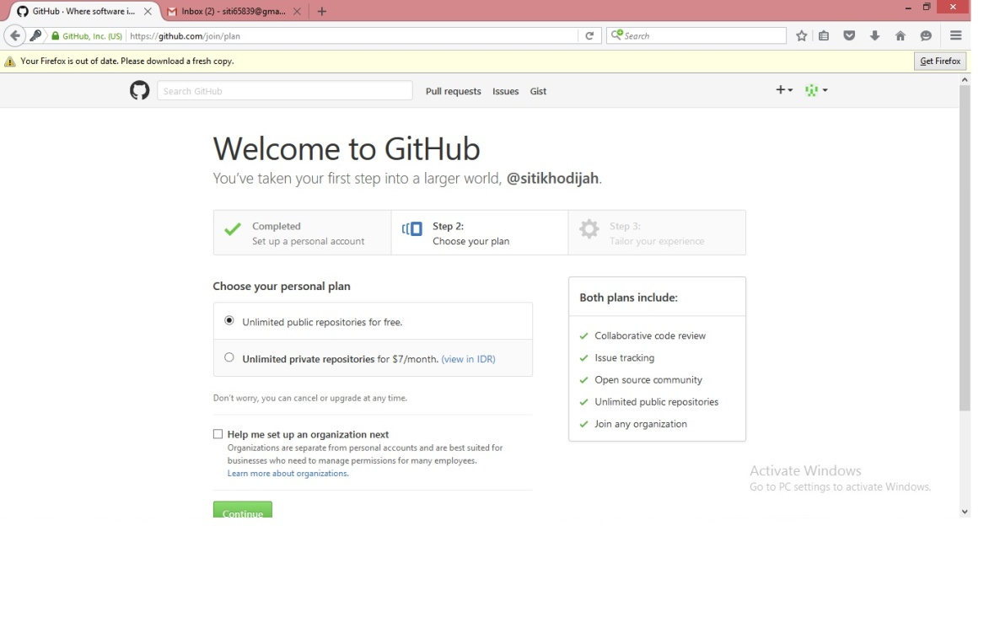 GitHub · Where software i...
Inbox (2) - siti65839@gma...
GitHub, Inc. (US)
https://github.com/join/plan
Search
Your Firefox is out of date. Please download a fresh copy.
Get Firefox
Search GitHub
Pull requests
Issues
Gist
Welcome to GitHub
You’ve taken your first step into a larger world, @sitikhodijah.
Completed
Set up a personal account
Step 2:
Choose your plan
Step 3:
Tailor your experience
Choose your personal plan
Unlimited public repositories for free.
Unlimited private repositories for $7/month. (view in IDR)
Don't worry, you can cancel or upgrade at any time.
Help me set up an organization next
Organizations are separate from personal accounts and are best suited for
businesses who need to manage permissions for many employees.
Learn more about organizations.
Continue
Both plans include:
Collaborative code review
Issue tracking
Open source community
Unlimited public repositories
Join any organization
Activate Windows
Go to PC settings to activate Windows.